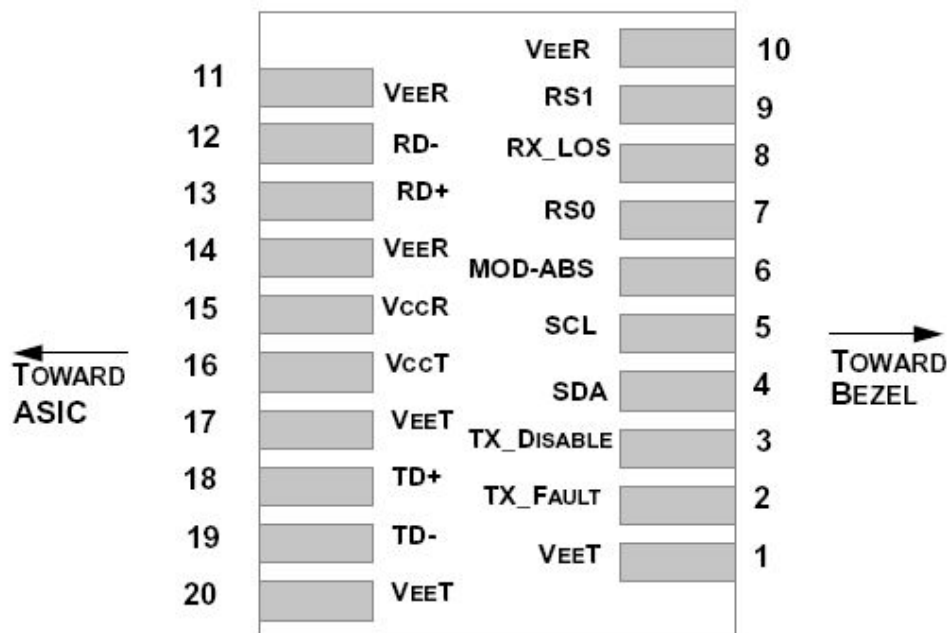 11 VEER
12 RD-
13 RD+
14 VEER
15 VCCR
16 VCCT
17 VEET
18 TD+
19 TD-
20 VEET
VEER 10
RS1 9
RX_LOS 8
RS0 7
MOD-ABS 6
SCL 5
SDA 4
TX_DISABLE 3
TX_FAULT 2
VEET 1
TOWARD
ASIC
TOWARD
BEZEL